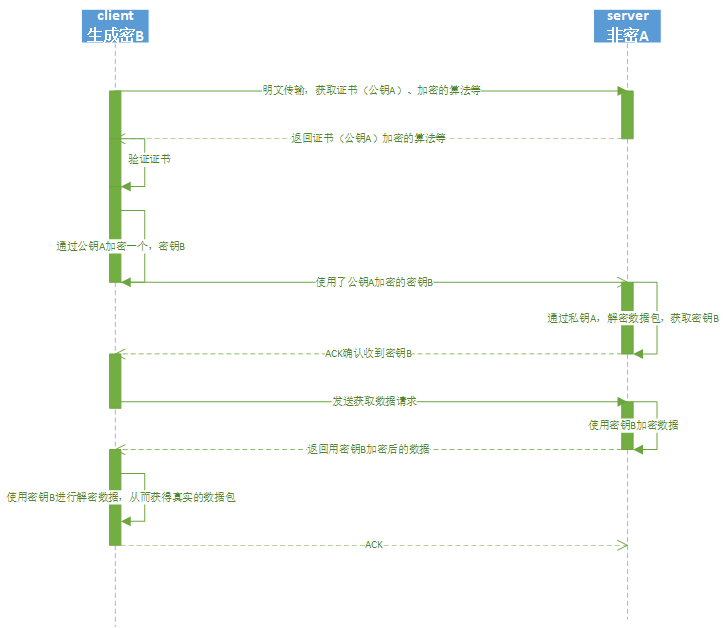 client
生成密B
server
非密A
明文传输，获取证书（公钥A）、加密的算法等
返回证书（公钥A）加密的算法等
验证证书
通过公钥A加密一个，密钥B
使用了公钥A加密的密钥B
通过私钥A，解密数据包，获取密钥B
ACK确认收到密钥B
发送获取数据请求
使用密钥B加密数据
返回用密钥B加密后的数据
使用密钥B进行解密数据，从而获得真实的数据包
ACK